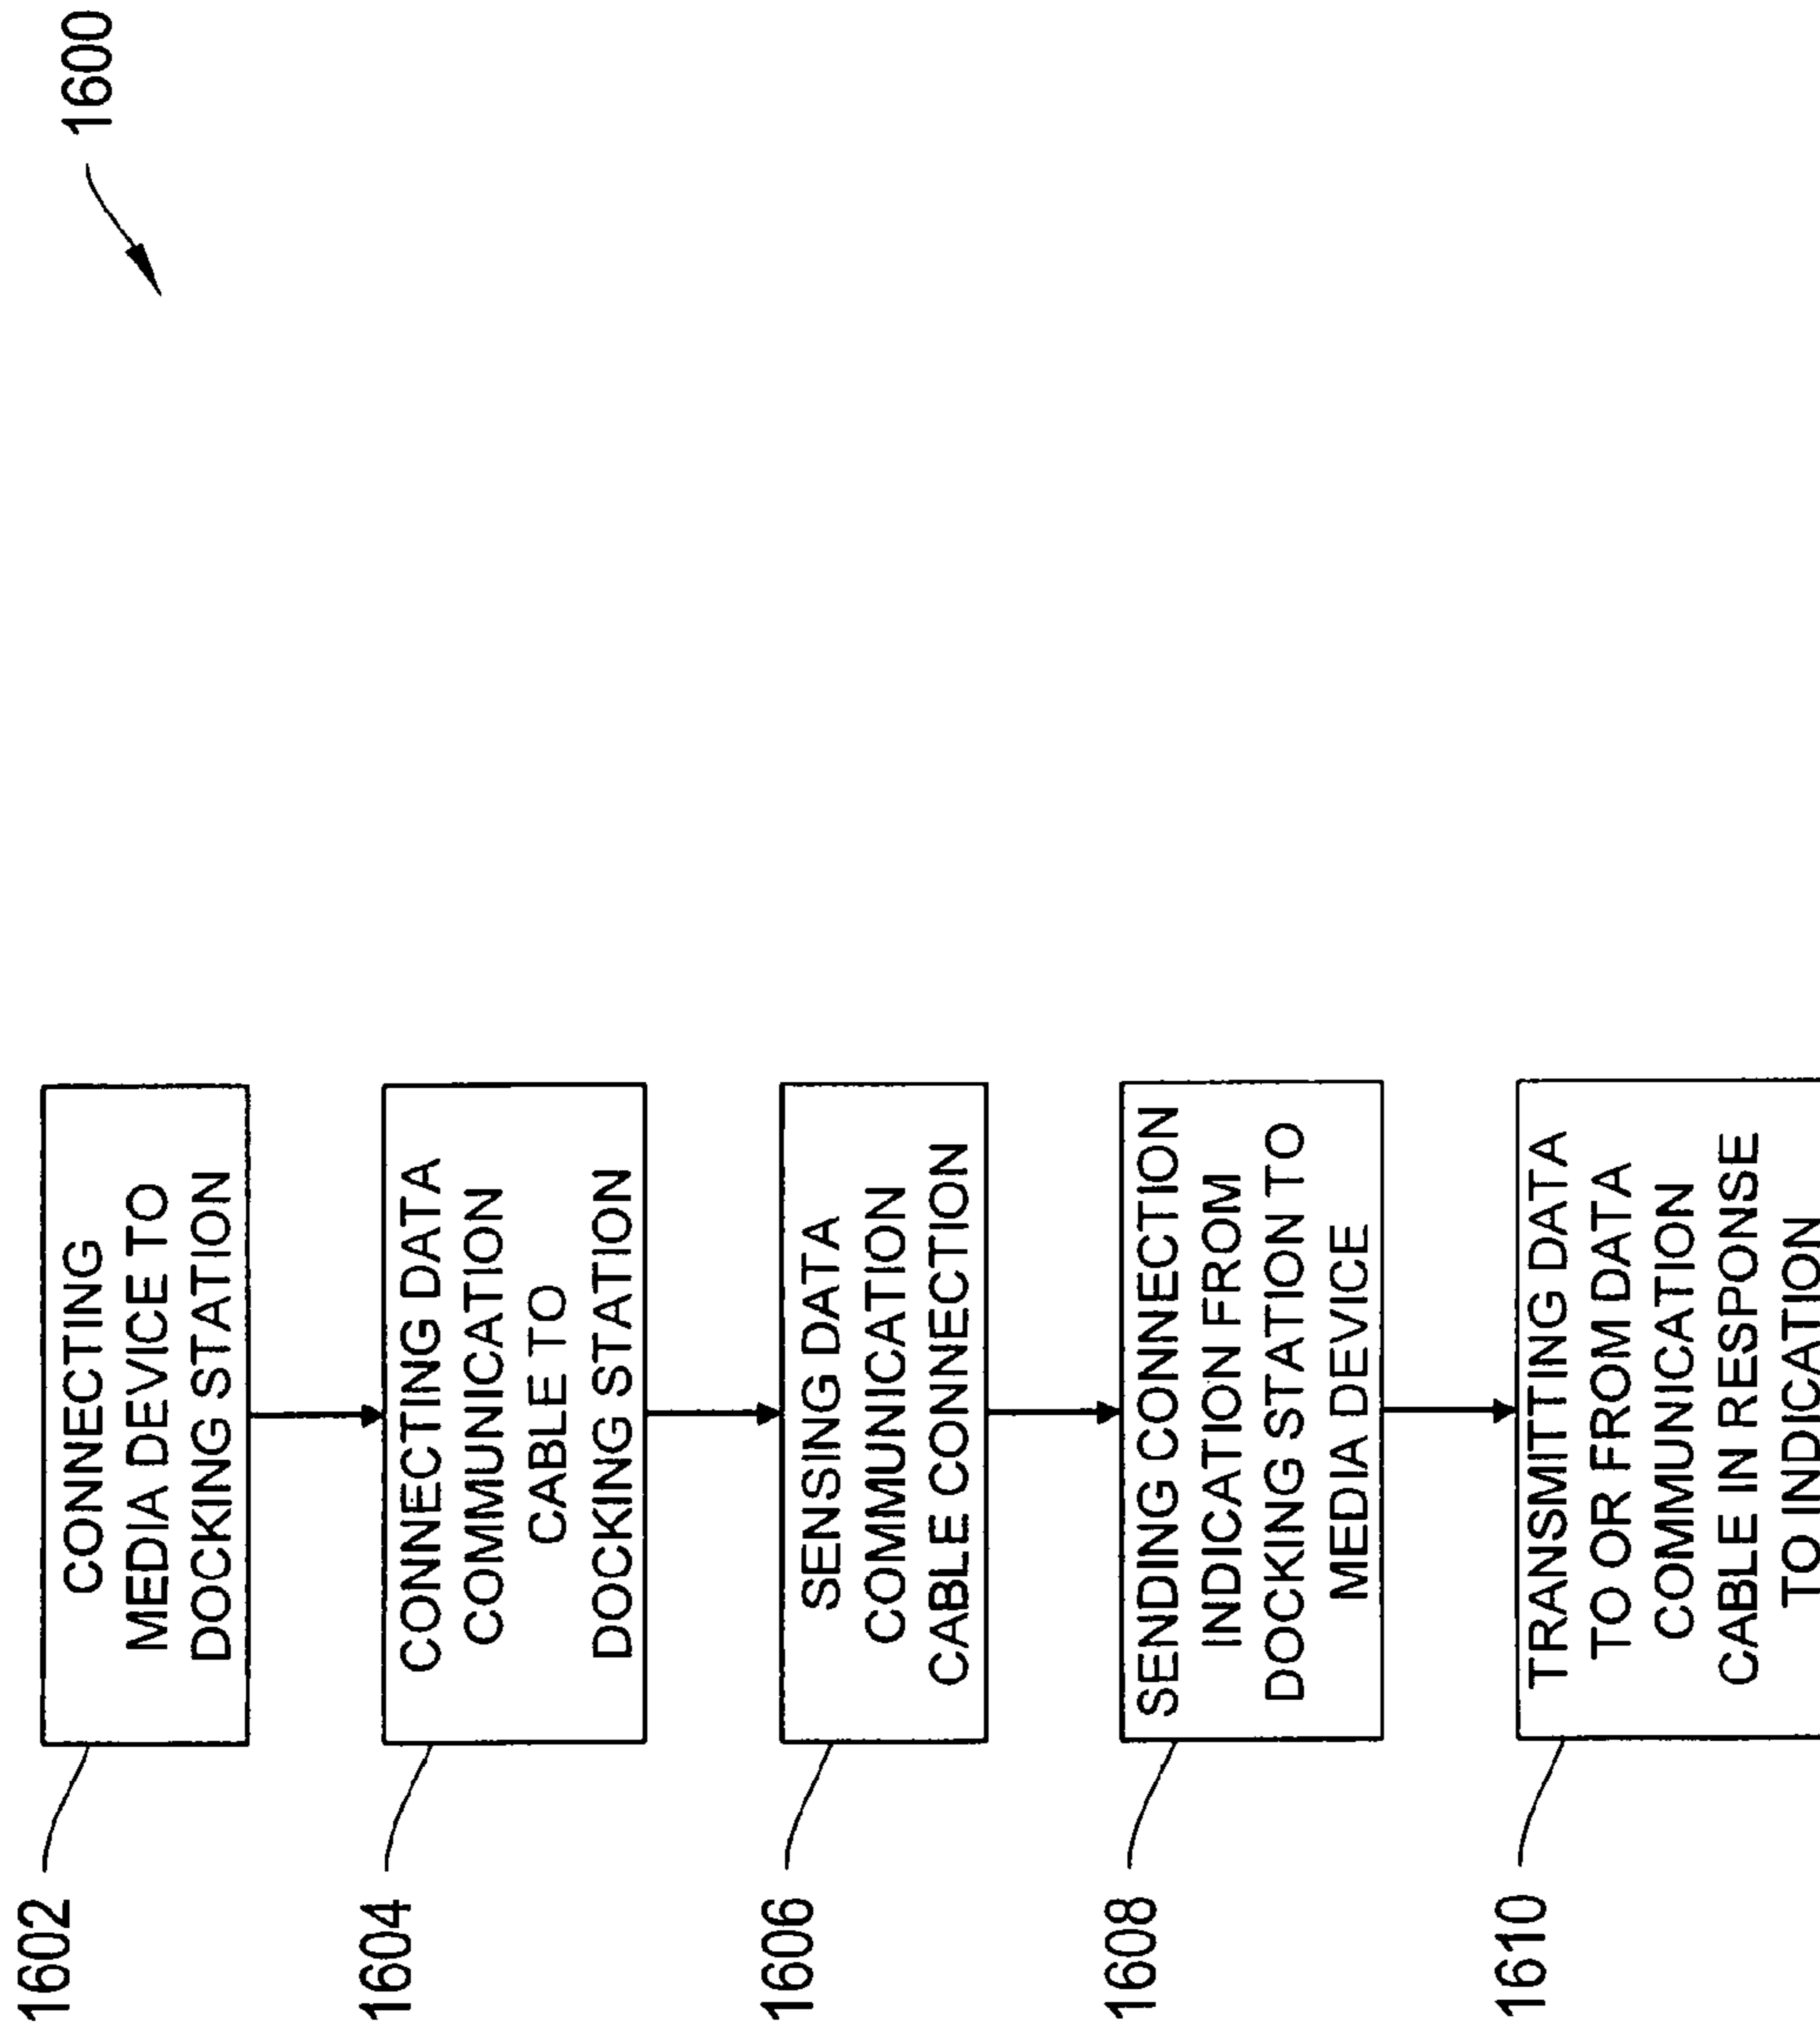 1600
1602
CONNECTING
MEDIA DEVICE TO
DOCKING STATION
1604
CONNECTING DATA
COMMUNICATION
CABLE TO
DOCKING STATION
1606
SENSING DATA
COMMUNICATION
CABLE CONNECTION
1608
SENDING CONNECTION
INDICATION FROM
DOCKING STATION TO
MEDIA DEVICE
1610
TRANSMITTING DATA
TO OR FROM DATA
COMMUNICATION
CABLE IN RESPONSE
TO INDICATION